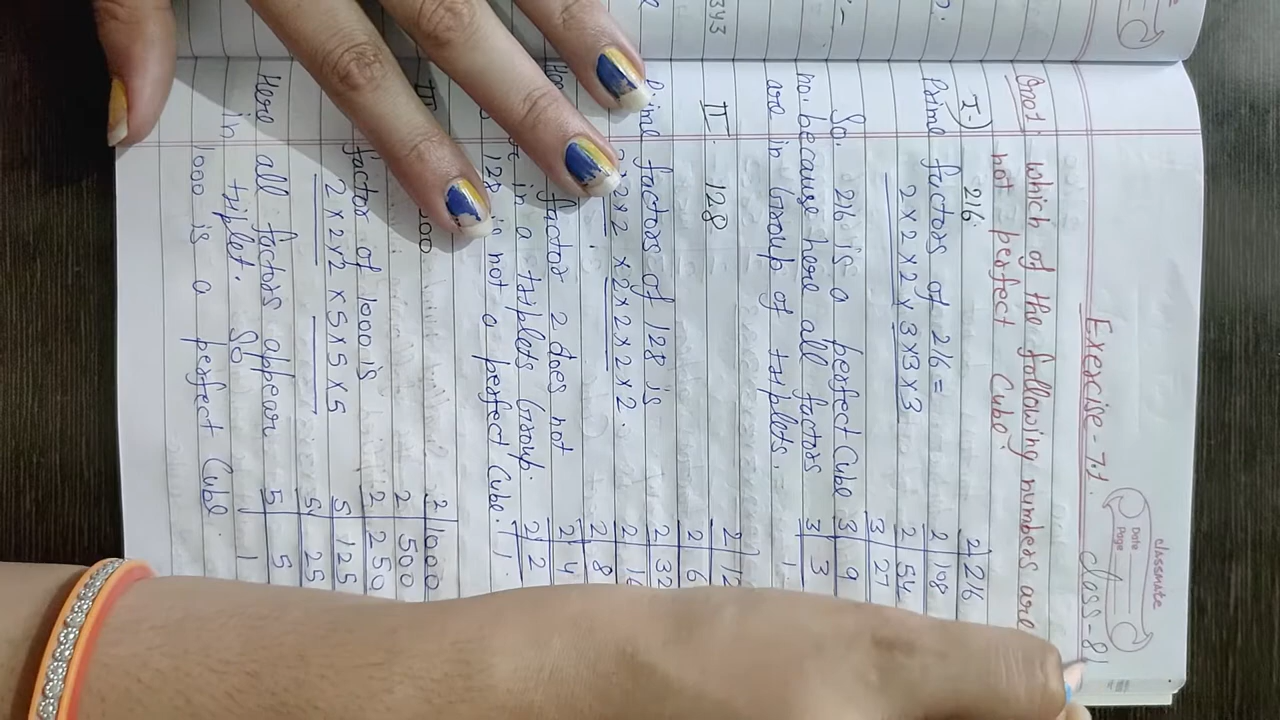 classmate
Date
Page
Exercise-7.1. Class-8
Qno1. which of the following numbers are
not perfect Cube?
I-) 216.
Prime factors of 216 =
2 x 2 x 2 x 3 x 3 x 3
So. 216 is a perfect Cube
no. because here all factors
are in Group of triplets.
2 216
2 108
2 54
3 27
3 9
3 3
1
II. 128
Prime factors of 128 is
2 x 2 x 2 x 2 x 2 x 2.
factor 2 does not
in a triplets Group.
128 is not a perfect Cube.
2 32
2 16
2 8
2 4
2 2
1
factor of 1000 is
2 x 2 x 2 x 5 x 5 x 5
Here all factors appear
in triplet. So
1000 is a perfect Cube
2 1000
2 500
2 250
5 125
5 25
5 5
1
343